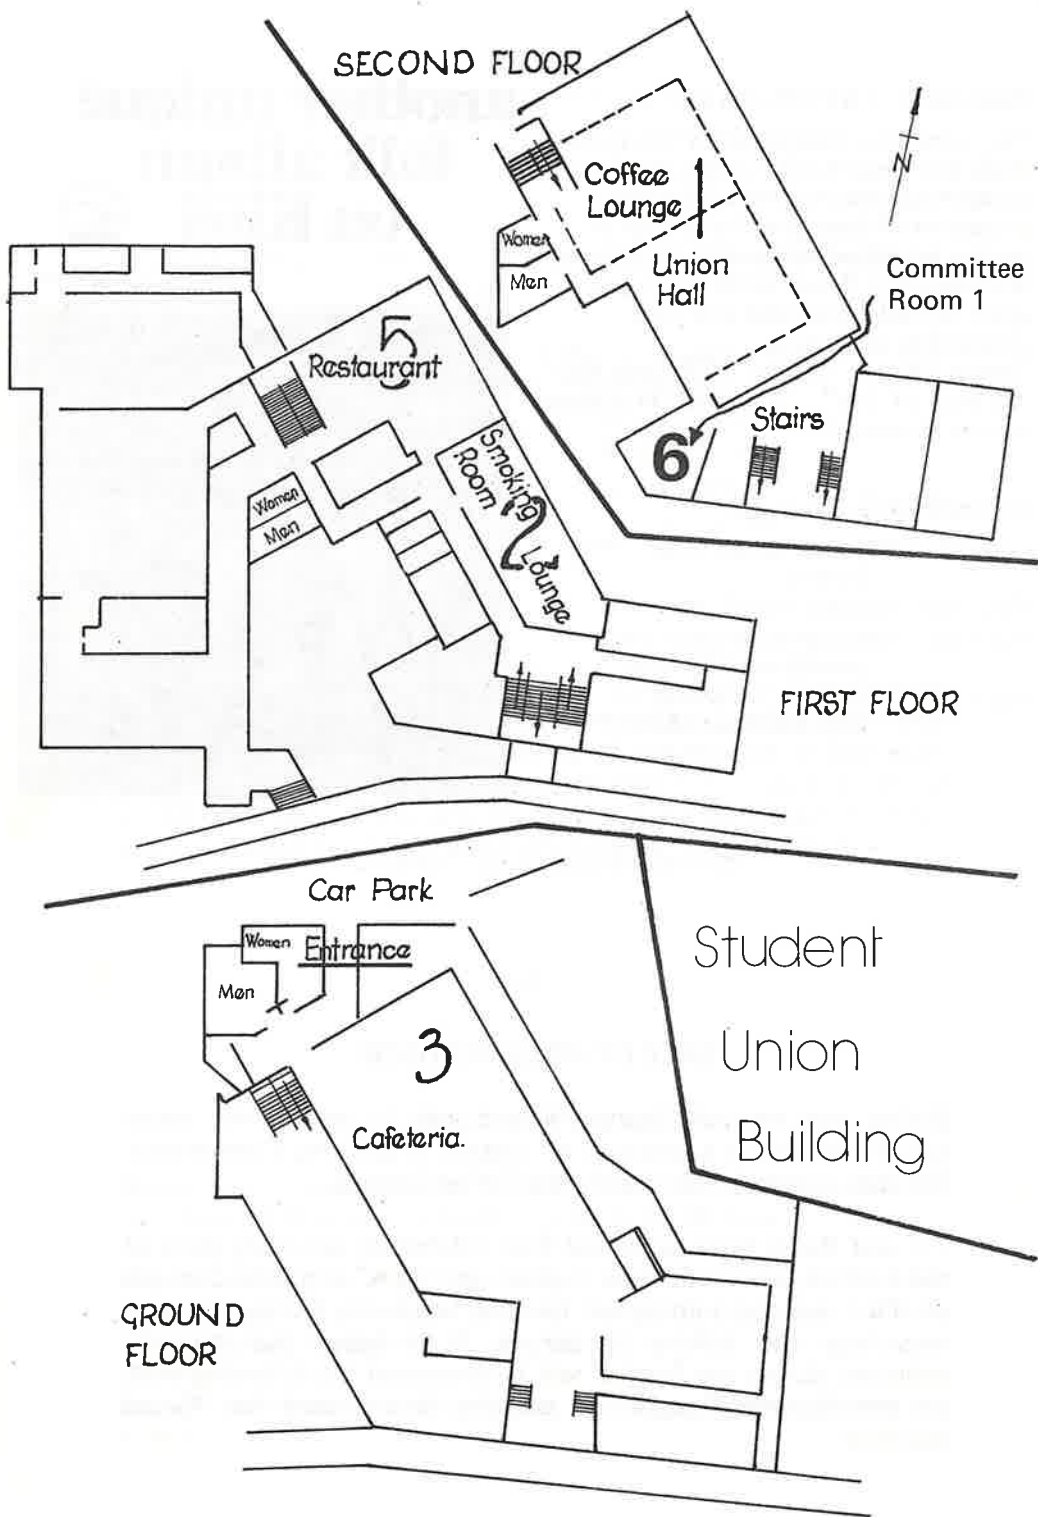 SECOND FLOOR
N
Coffee
Lounge
1
Women
Men
Union
Hall
Committee
Room 1
Stairs
6
5
Restaurant
Smoking
Room
2
Lounge
Women
Men
FIRST FLOOR
Car Park
Women
Entrance
Men
3
Cafeteria.
Student
Union
Building
GROUND
FLOOR